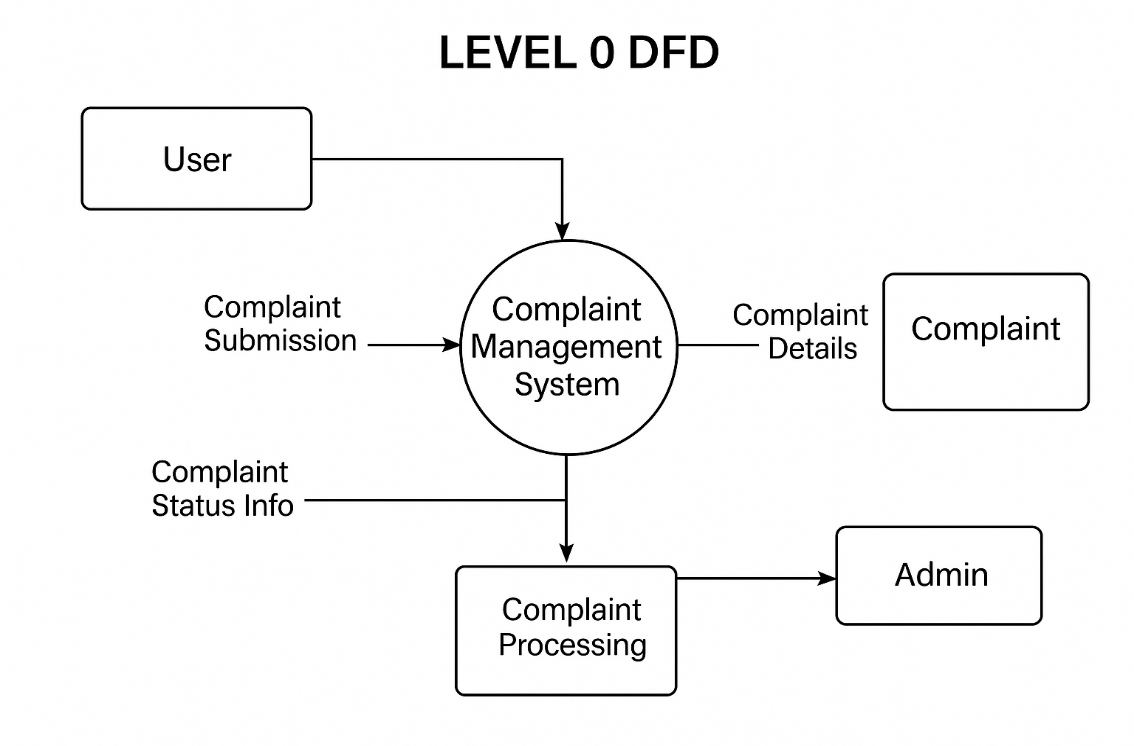 LEVEL 0 DFD
User
Complaint
Submission
Complaint
Management
System
Complaint
Details
Complaint
Complaint
Status Info
Complaint
Processing
Admin